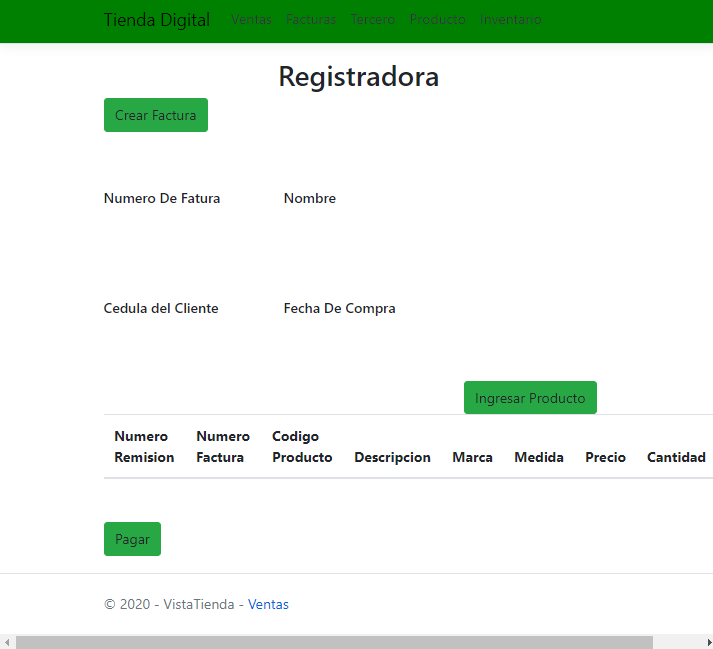 Tienda Digital Ventas Facturas Tercero Producto Inventario
Registradora
Crear Factura
Numero De Fatura Nombre
Cedula del Cliente Fecha De Compra
Ingresar Producto
Numero Remision Numero Factura Codigo Producto Descripcion Marca Medida Precio Cantidad
Pagar
© 2020 - VistaTienda - Ventas